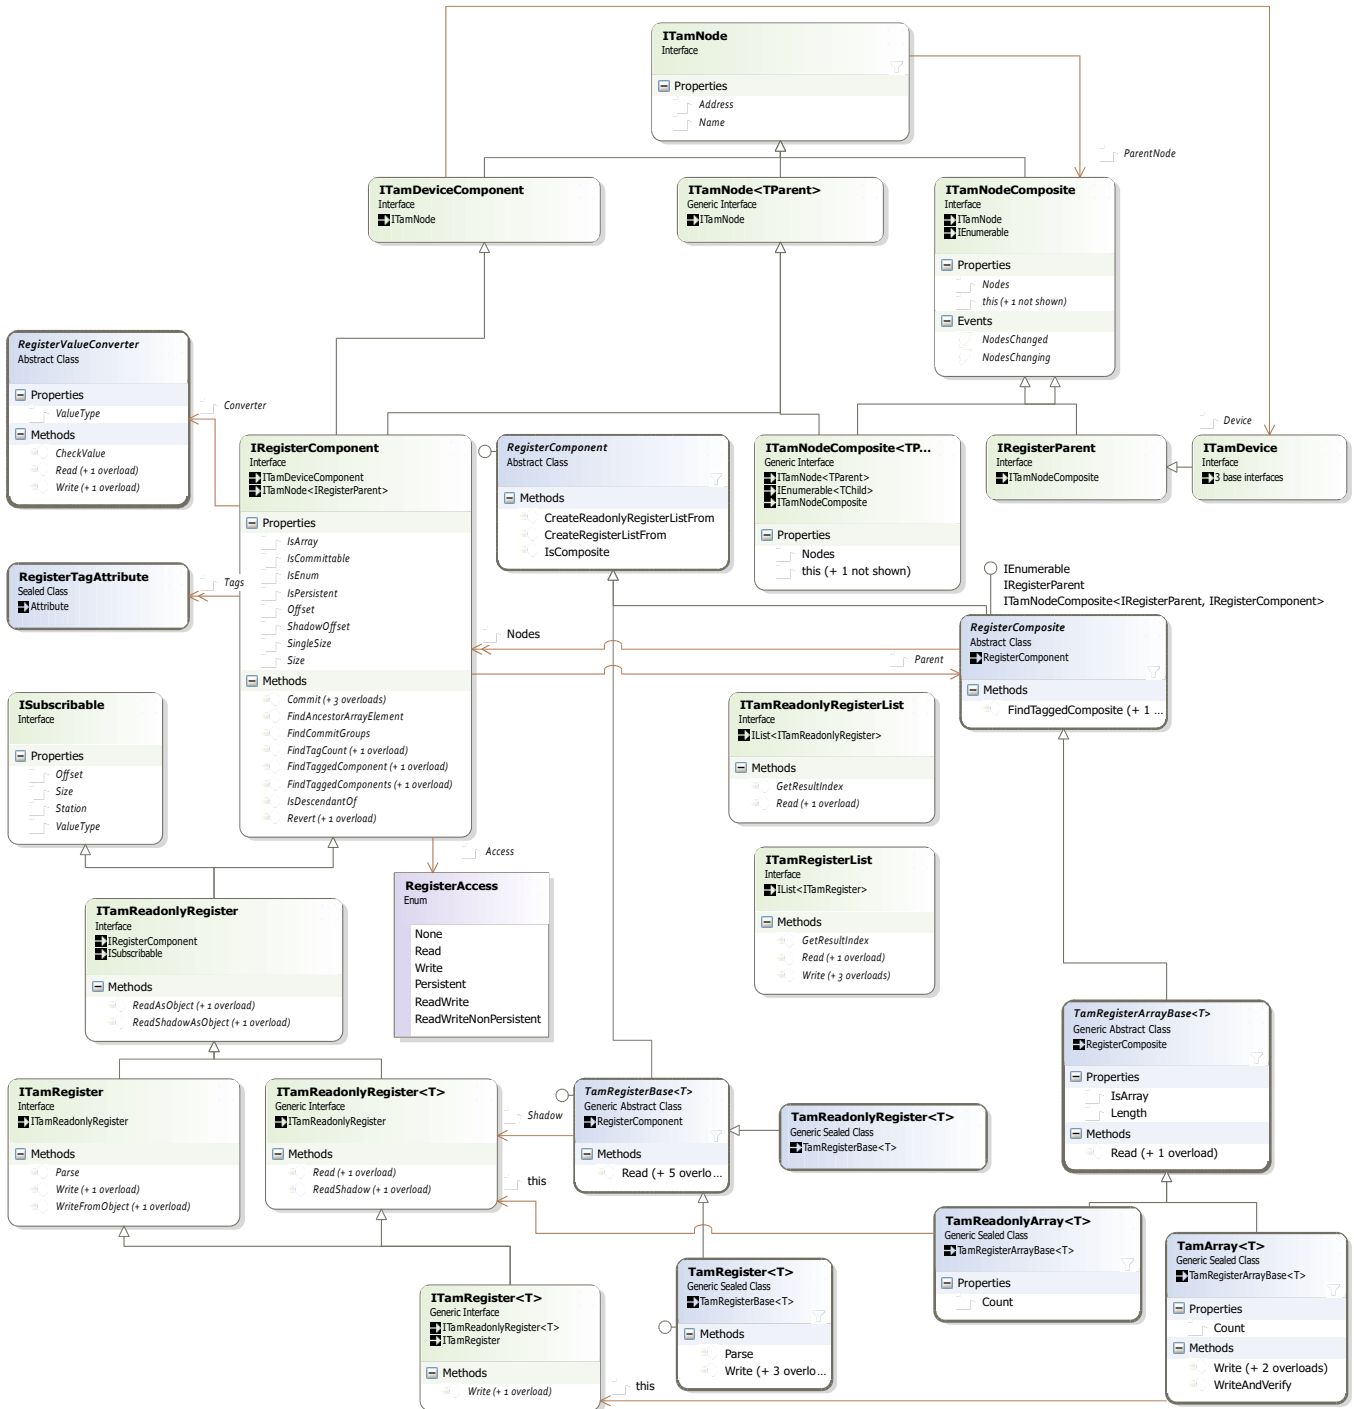 ITamNode
Interface
Properties
Address
Name
ParentNode
ITamDeviceComponent
Interface
ITamNode
ITamNode<TParent>
Generic Interface
ITamNode
ITamNodeComposite
Interface
ITamNode
IEnumerable
Properties
Nodes
this (+ 1 not shown)
Events
NodesChanged
NodesChanging
RegisterValueConverter
Abstract Class
Properties
ValueType
Methods
CheckValue
Read (+ 1 overload)
Write (+ 1 overload)
Converter
IRegisterComponent
Interface
ITamDeviceComponent
ITamNode<IRegisterParent>
Properties
IsArray
IsCommittable
IsEnum
IsPersistent
Offset
ShadowOffset
SingleSize
Size
Methods
Commit (+ 3 overloads)
FindAncestorArrayElement
FindCommitGroups
FindTagCount (+ 1 overload)
FindTaggedComponent (+ 1 overload)
FindTaggedComponents (+ 1 overload)
IsDescendantOf
Revert (+ 1 overload)
RegisterComponent
Abstract Class
Methods
CreateReadonlyRegisterListFrom
CreateRegisterListFrom
IsComposite
ITamNodeComposite<TP...
Generic Interface
ITamNode<TParent>
IEnumerable<TChild>
ITamNodeComposite
Properties
Nodes
this (+ 1 not shown)
IRegisterParent
Interface
ITamNodeComposite
Device
ITamDevice
Interface
3 base interfaces
RegisterTagAttribute
Sealed Class
Attribute
Tags
IEnumerable
IRegisterParent
ITamNodeComposite<IRegisterParent, IRegisterComponent>
RegisterComposite
Abstract Class
RegisterComponent
Methods
FindTaggedComposite (+ 1 ...
Nodes
Parent
ISubscribable
Interface
Properties
Offset
Size
Station
ValueType
ITamReadonlyRegisterList
Interface
IList<ITamReadonlyRegister>
Methods
GetResultIndex
Read (+ 1 overload)
ITamRegisterList
Interface
IList<ITamRegister>
Methods
GetResultIndex
Read (+ 1 overload)
Write (+ 3 overloads)
Access
RegisterAccess
Enum
None
Read
Write
Persistent
ReadWrite
ReadWriteNonPersistent
ITamReadonlyRegister
Interface
IRegisterComponent
ISubscribable
Methods
ReadAsObject (+ 1 overload)
ReadShadowAsObject (+ 1 overload)
TamRegisterArrayBase<T>
Generic Abstract Class
RegisterComposite
Properties
IsArray
Length
Methods
Read (+ 1 overload)
ITamRegister
Interface
ITamReadonlyRegister
Methods
Parse
Write (+ 1 overload)
WriteFromObject (+ 1 overload)
ITamReadonlyRegister<T>
Generic Interface
ITamReadonlyRegister
Methods
Read (+ 1 overload)
ReadShadow (+ 1 overload)
Shadow
this
TamRegisterBase<T>
Generic Abstract Class
RegisterComponent
Methods
Read (+ 5 overlo...
TamReadonlyRegister<T>
Generic Sealed Class
TamRegisterBase<T>
TamReadonlyArray<T>
Generic Sealed Class
TamRegisterArrayBase<T>
Properties
Count
TamArray<T>
Generic Sealed Class
TamRegisterArrayBase<T>
Properties
Count
Methods
Write (+ 2 overloads)
WriteAndVerify
ITamRegister<T>
Generic Interface
ITamReadonlyRegister<T>
ITamRegister
Methods
Write (+ 1 overload)
this
TamRegister<T>
Generic Sealed Class
TamRegisterBase<T>
Methods
Parse
Write (+ 3 overlo...